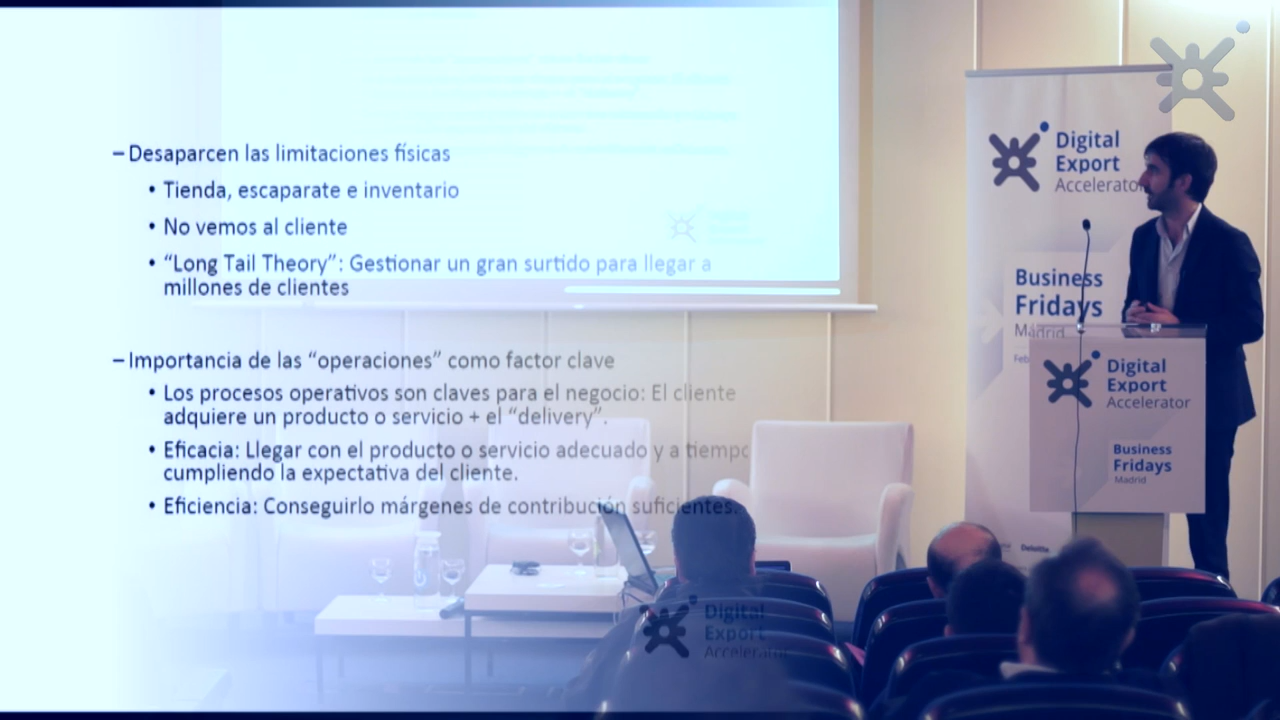 – Desaparcen las limitaciones físicas
• Tienda, escaparate e inventario
• No vemos al cliente
• “Long Tail Theory”: Gestionar un gran surtido para llegar a
millones de clientes
– Importancia de las “operaciones” como factor clave
• Los procesos operativos son claves para el negocio: El cliente
adquiere un producto o servicio + el “delivery”.
• Eficacia: Llegar con el producto o servicio adecuado y a tiempo
cumpliendo la expectativa del cliente.
• Eficiencia: Conseguirlo márgenes de contribución suficientes.
Digital
Export
Accelerator
Business
Fridays
Madrid
Feb
Deloitte
Digital
Export
Accelerator
Business
Fridays
Madrid
Digital
Export
Accelerator